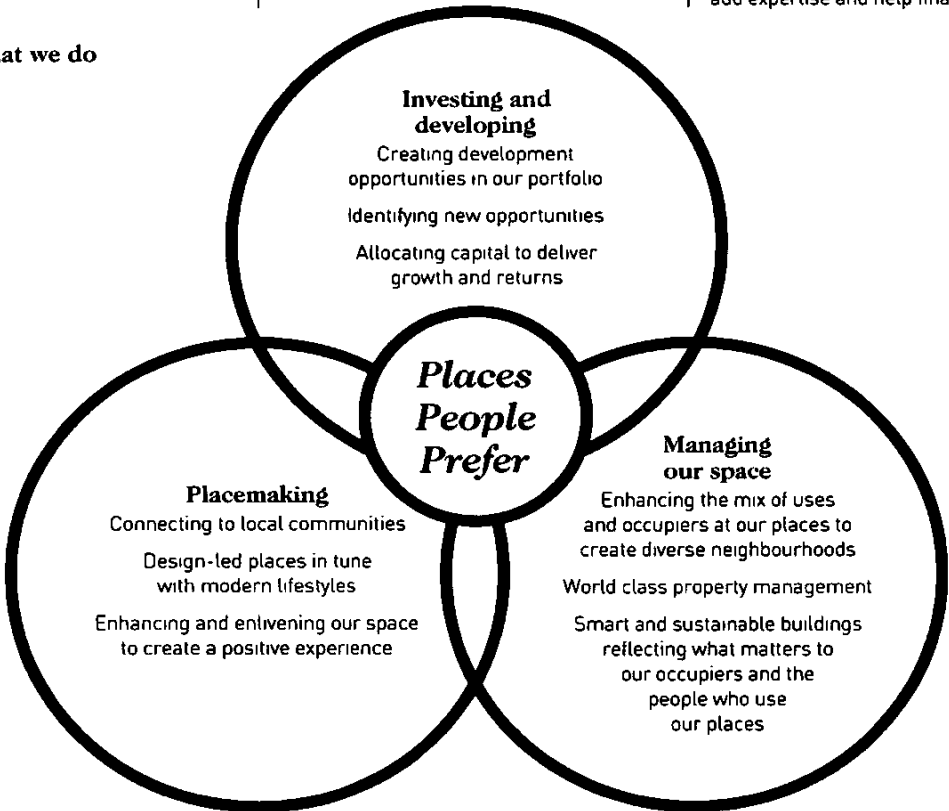 add expertise and help
at we do
Investing and
developing
Creating development
opportunities in our portfolio
Identifying new opportunities
Allocating capital to deliver
growth and returns
Places
People
Prefer
Placemaking
Connecting to local communities
Design-led places in tune
with modern lifestyles
Enhancing and enlivening our space
to create a positive experience
Managing
our space
Enhancing the mix of uses
and occupiers at our places to
create diverse neighbourhoods
World class property management
Smart and sustainable buildings
reflecting what matters to
our occupiers and the
people who use
our places